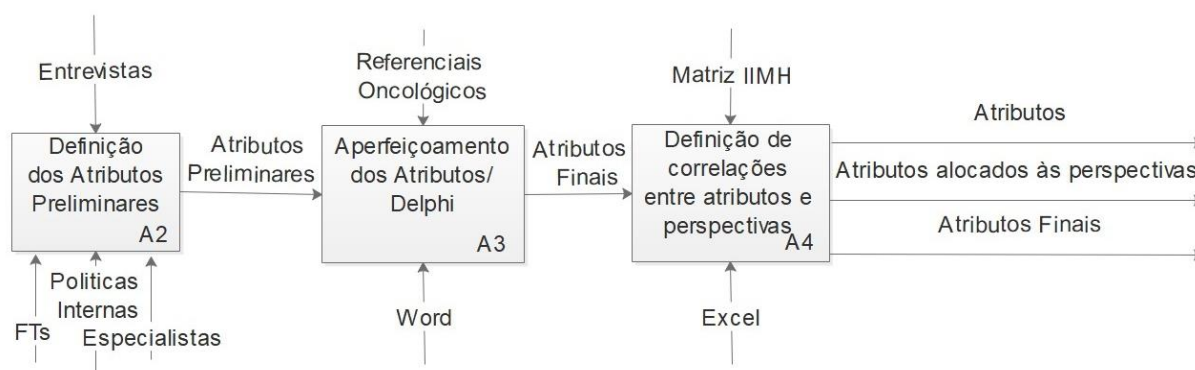 Entrevistas
Definição
dos Atributos
Preliminares
A2
FTs
Politicas
Internas
Especialistas
Atributos
Preliminares
Referenciais
Oncológicos
Aperfeiçoamento
dos Atributos/
Delphi
A3
Word
Atributos
Finais
Matriz IIMH
Definição de
correlações
entre atributos e
perspectivas
A4
Excel
Atributos
Atributos alocados às perspectivas
Atributos Finais